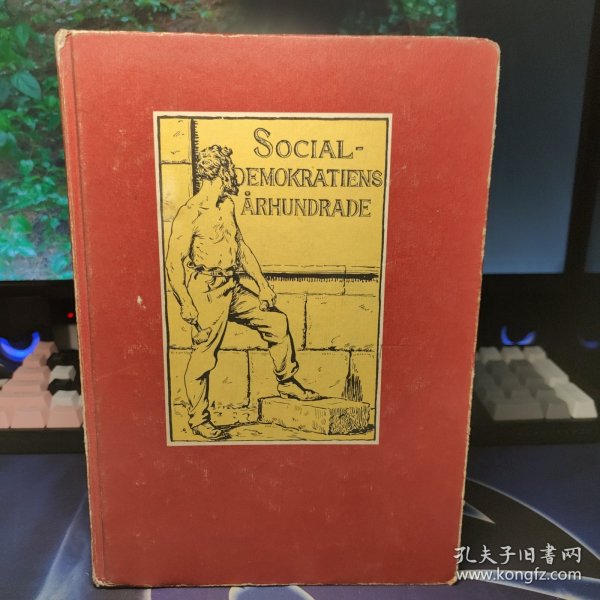 SOCIAL-
DEMOKRATIENS
ÅRHUNDRADE
孔夫子旧书网
www.kongfz.com